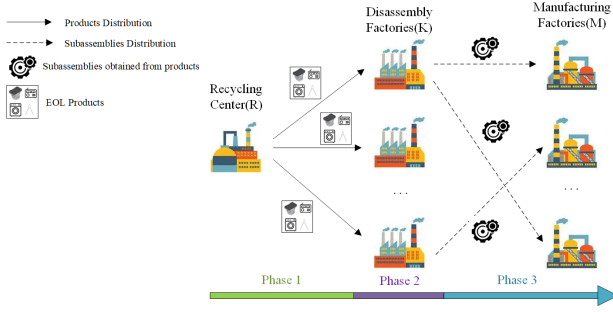 Products Distribution
Subassemblies Distribution
Subassemblies obtained from products
EOL Products
Recycling
Center(R)
Disassembly
Factories(K)
Manufacturing
Factories(M)
...
...
Phase 1
Phase 2
Phase 3